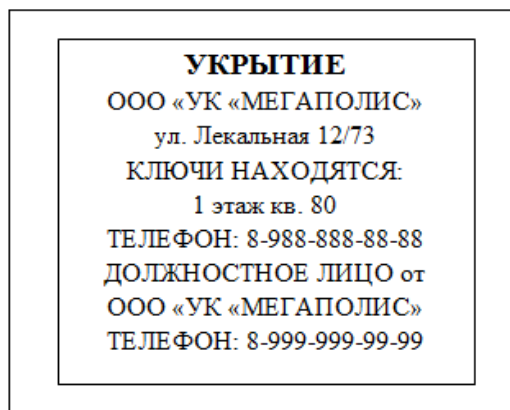 УКРЫТИЕ
ООО «УК «МЕГАПОЛИС»
ул. Лекальная 12/73
КЛЮЧИ НАХОДЯТСЯ:
1 этаж кв. 80
ТЕЛЕФОН: 8-988-888-88-88
ДОЛЖНОСТНОЕ ЛИЦО от
ООО «УК «МЕГАПОЛИС»
ТЕЛЕФОН: 8-999-999-99-99